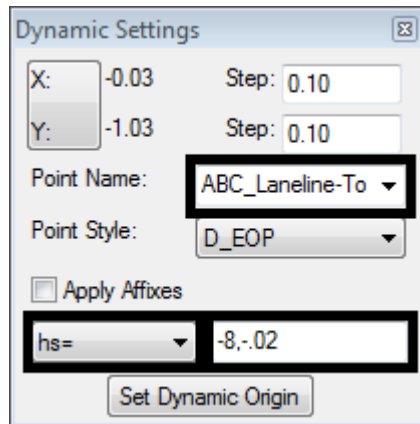 Dynamic Settings
X: -0.03 Step: 0.10
Y: -1.03 Step: 0.10
Point Name: ABC_Laneline-To
Point Style: D_EOP
Apply Affixes
hs= -8,-.02
Set Dynamic Origin